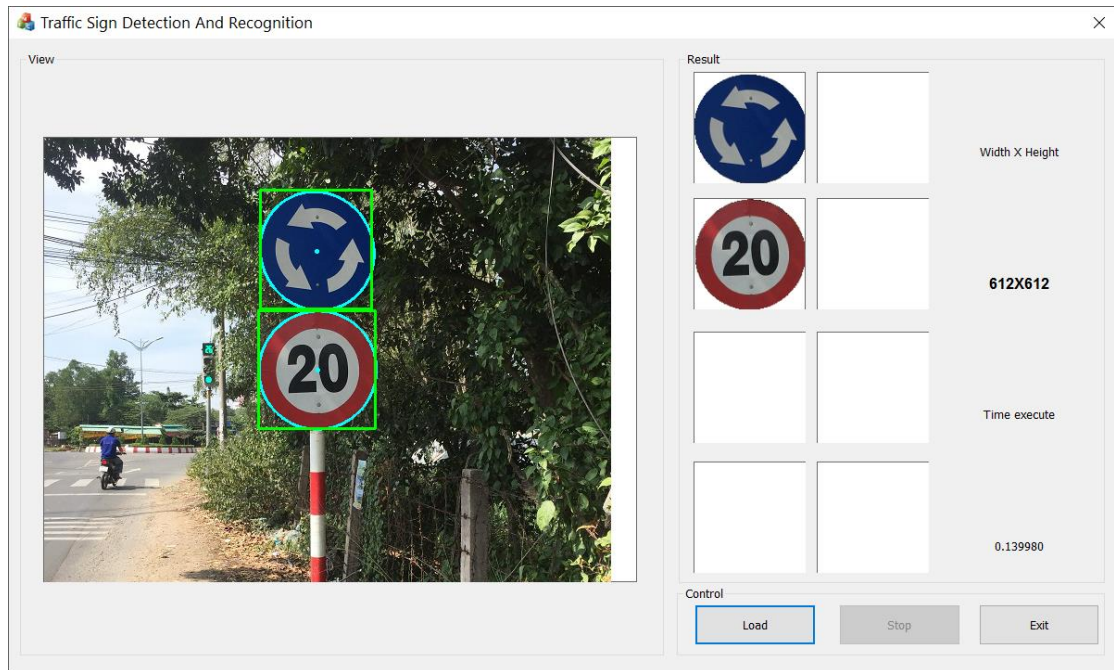 Traffic Sign Detection And Recognition
View
20
Result
Width X Height
20
612X612
Time execute
0.139980
Control
Load
Stop
Exit